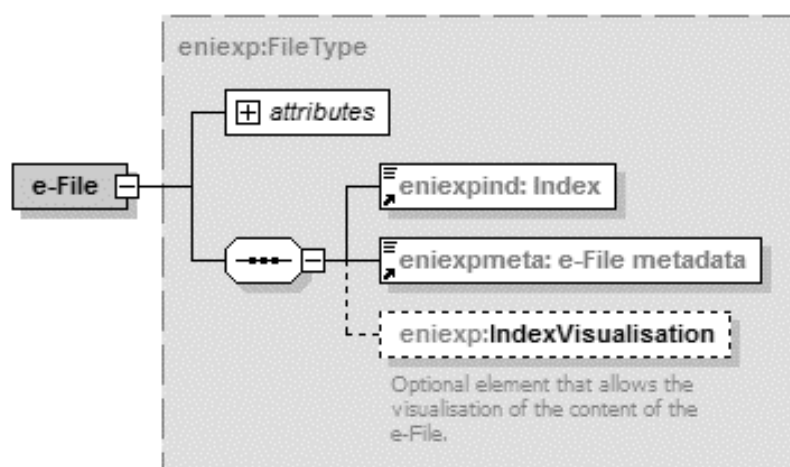 eniexp:FileType
attributes
e-File
eniexpind: Index
eniexpmeta: e-File metadata
eniexp:IndexVisualisation
Optional element that allows the
visualisation of the content of the
e-File.